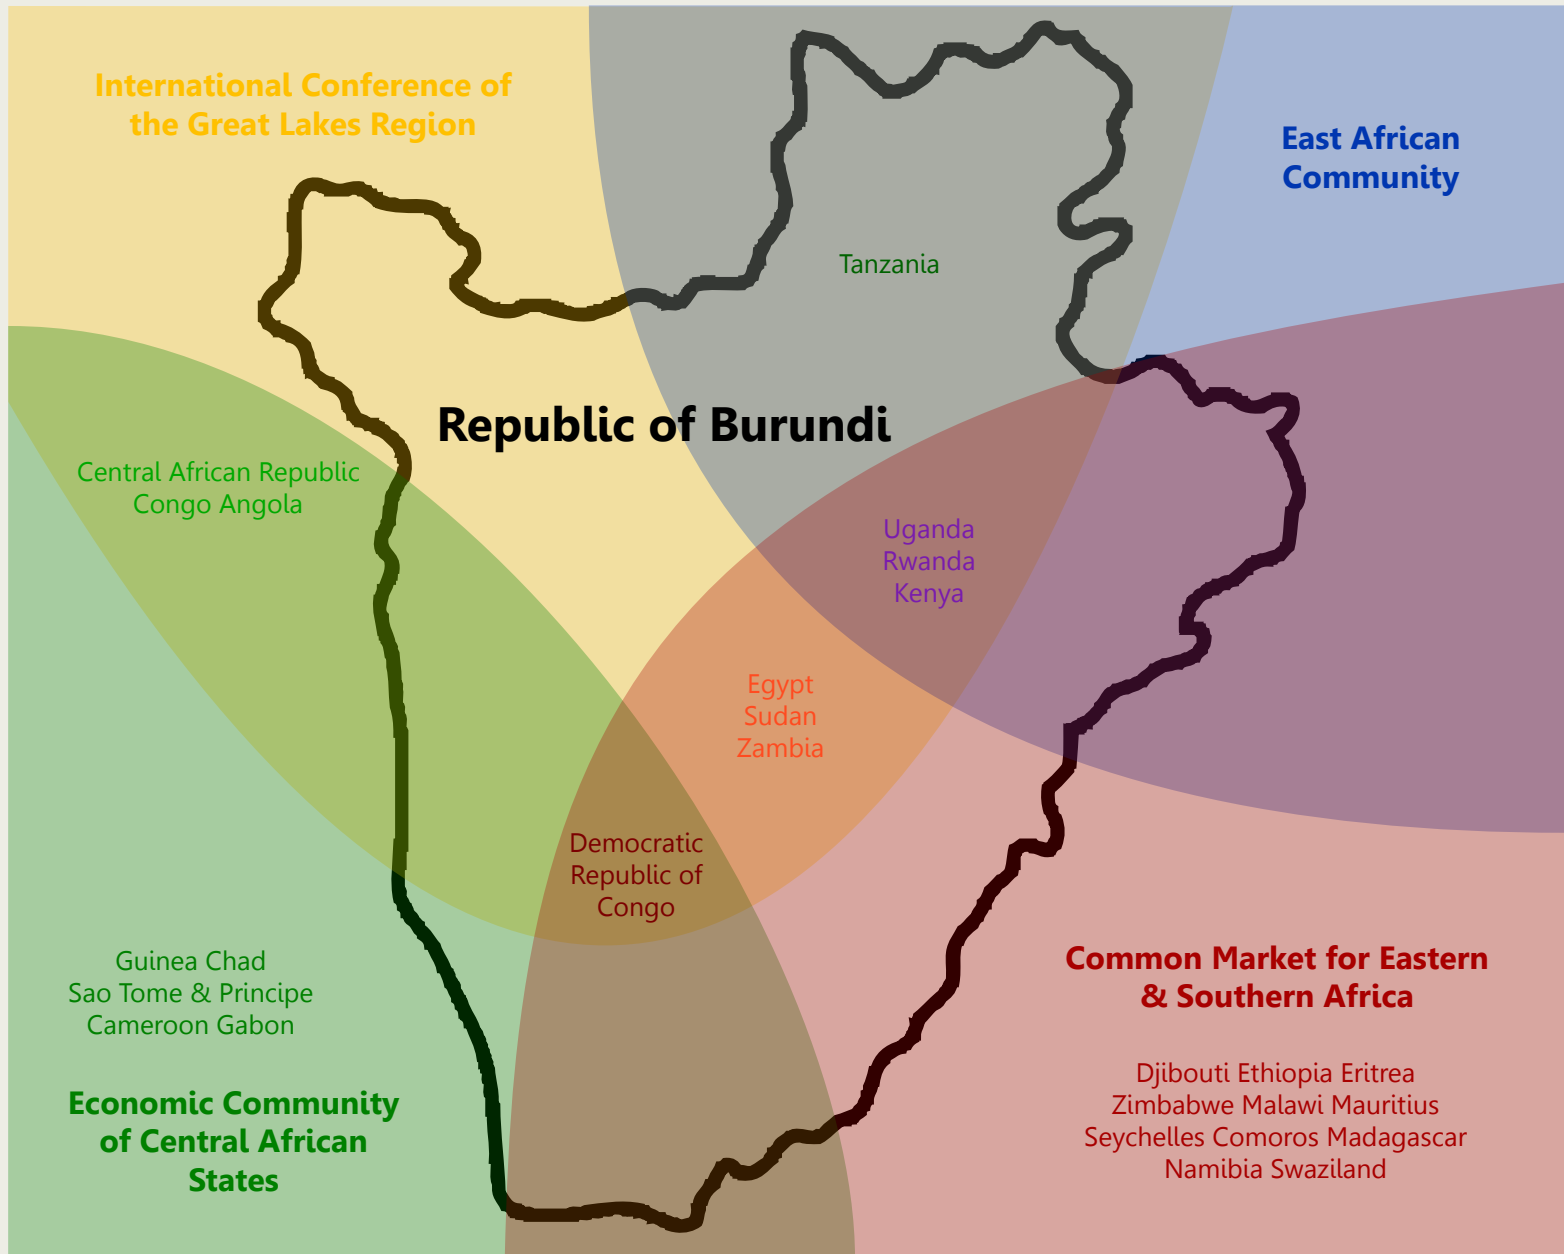 International Conference of
the Great Lakes Region
East African
Community
Tanzania
Republic of Burundi
Central African Republic
Congo Angola
Uganda
Rwanda
Kenya
Egypt
Sudan
Zambia
Democratic
Republic of
Congo
Guinea Chad
Sao Tome & Principe
Cameroon Gabon
Economic Community
of Central African
States
Common Market for Eastern
& Southern Africa
Djibouti Ethiopia Eritrea
Zimbabwe Malawi Mauritius
Seychelles Comoros Madagascar
Namibia Swaziland